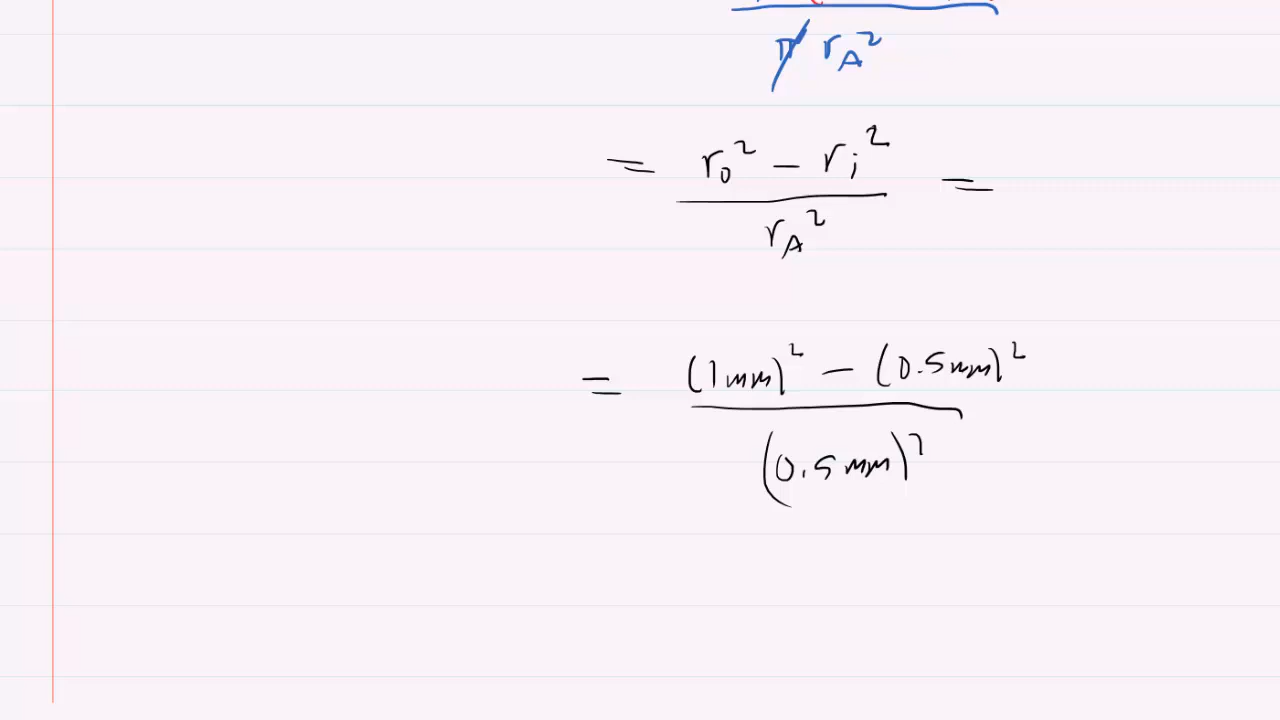 π r_A²
= r_o² − r_i² / r_A² =
= (1mm)² − (0.5mm)² / (0.5mm)²